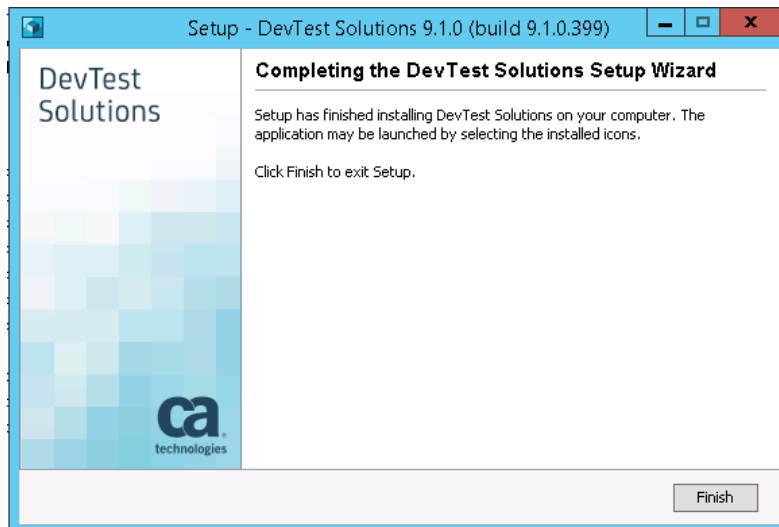 Setup - DevTest Solutions 9.1.0 (build 9.1.0.399)
DevTest
Solutions
Completing the DevTest Solutions Setup Wizard
Setup has finished installing DevTest Solutions on your computer. The
application may be launched by selecting the installed icons.
Click Finish to exit Setup.
ca
technologies
Finish